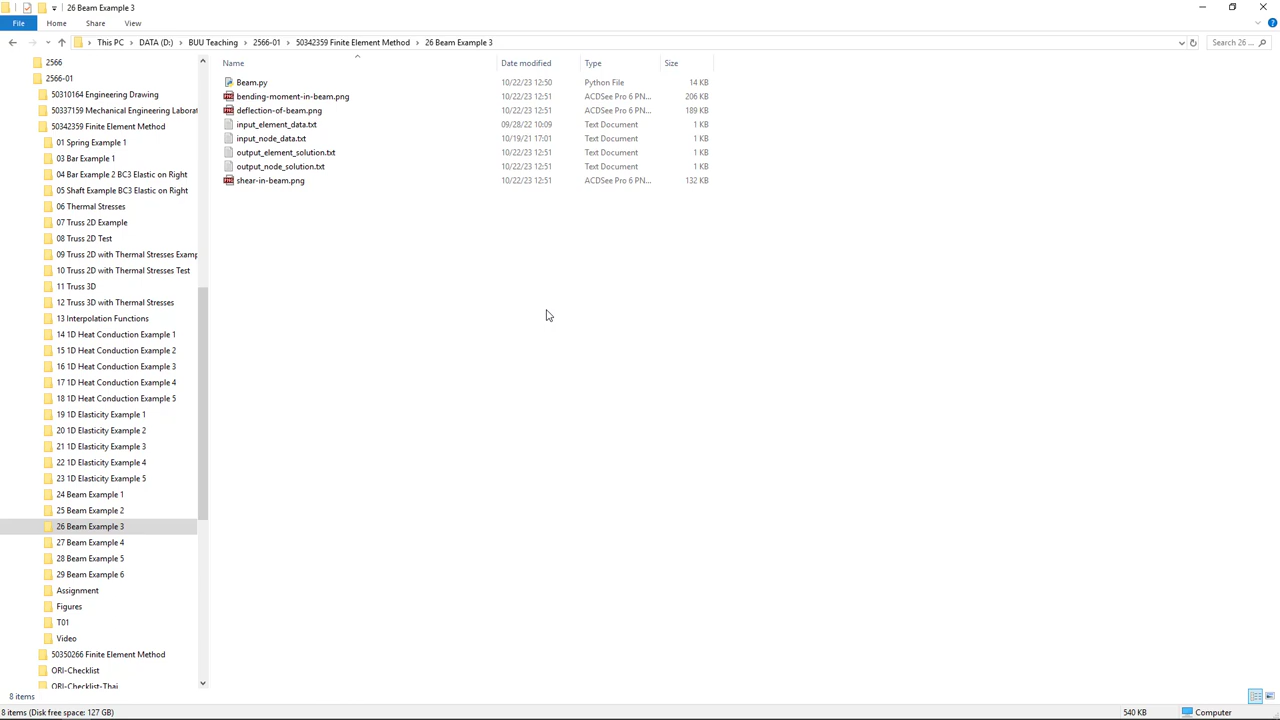 26 Beam Example 3
File Home Share View
This PC DATA (D:) BUU Teaching 2566-01 50342359 Finite Element Method 26 Beam Example 3 Search 26 ...
2566
2566-01
50310164 Engineering Drawing
50337159 Mechanical Engineering Laborat
50342359 Finite Element Method
01 Spring Example 1
03 Bar Example 1
04 Bar Example 2 BC3 Elastic on Right
05 Shaft Example BC3 Elastic on Right
06 Thermal Stresses
07 Truss 2D Example
08 Truss 2D Test
09 Truss 2D with Thermal Stresses Examp
10 Truss 2D with Thermal Stresses Test
11 Truss 3D
12 Truss 3D with Thermal Stresses
13 Interpolation Functions
14 1D Heat Conduction Example 1
15 1D Heat Conduction Example 2
16 1D Heat Conduction Example 3
17 1D Heat Conduction Example 4
18 1D Heat Conduction Example 5
19 1D Elasticity Example 1
20 1D Elasticity Example 2
21 1D Elasticity Example 3
22 1D Elasticity Example 4
23 1D Elasticity Example 5
24 Beam Example 1
25 Beam Example 2
26 Beam Example 3
27 Beam Example 4
28 Beam Example 5
29 Beam Example 6
Assignment
Figures
T01
Video
50350266 Finite Element Method
ORI-Checklist
ORI-Checklist-Thai
Name Date modified Type Size
Beam.py 10/22/23 12:50 Python File 14 KB
bending-moment-in-beam.png 10/22/23 12:51 ACDSee Pro 6 PN... 206 KB
deflection-of-beam.png 10/22/23 12:51 ACDSee Pro 6 PN... 189 KB
input_element_data.txt 09/28/22 10:09 Text Document 1 KB
input_node_data.txt 10/19/21 17:01 Text Document 1 KB
output_element_solution.txt 10/22/23 12:51 Text Document 1 KB
output_node_solution.txt 10/22/23 12:51 Text Document 1 KB
shear-in-beam.png 10/22/23 12:51 ACDSee Pro 6 PN... 132 KB
8 items
8 items (Disk free space: 127 GB) 540 KB Computer